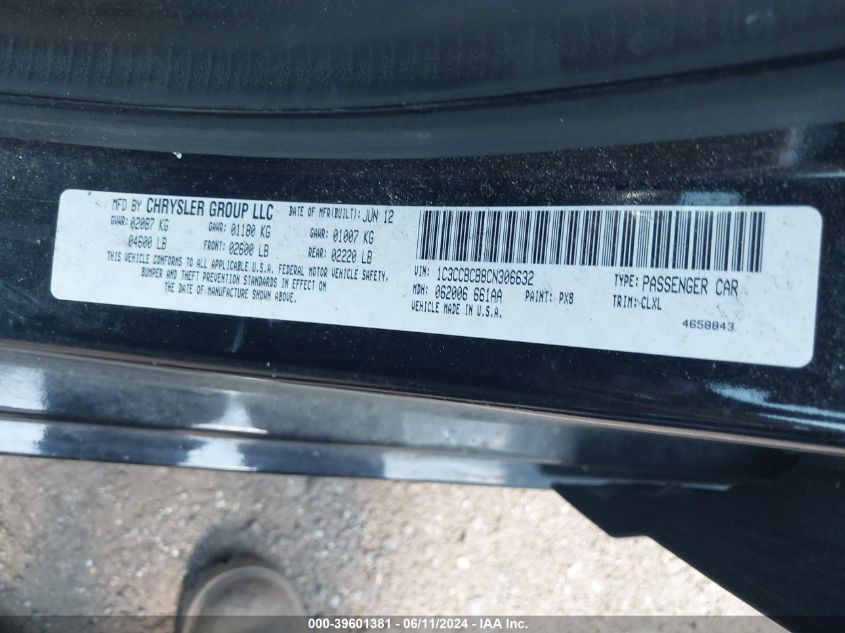 MFD BY CHRYSLER GROUP LLC DATE OF MFR(BUILT): JUN 12
GVWR: 02087 KG GAWR: 01180 KG GAWR: 01007 KG
04600 LB FRONT: 02600 LB REAR: 02220 LB
THIS VEHICLE CONFORMS TO ALL APPLICABLE U.S.A. FEDERAL MOTOR VEHICLE SAFETY,
BUMPER AND THEFT PREVENTION STANDARDS IN EFFECT ON
THE DATE OF MANUFACTURE SHOWN ABOVE.
VIN: 1C3CCBCB8CN306632 TYPE: PASSENGER CAR
MDH: 062006 661AA PAINT: PX8 TRIM: CLXL
VEHICLE MADE IN U.S.A.
4658843
000-39601381 - 06/11/2024 - IAA Inc.